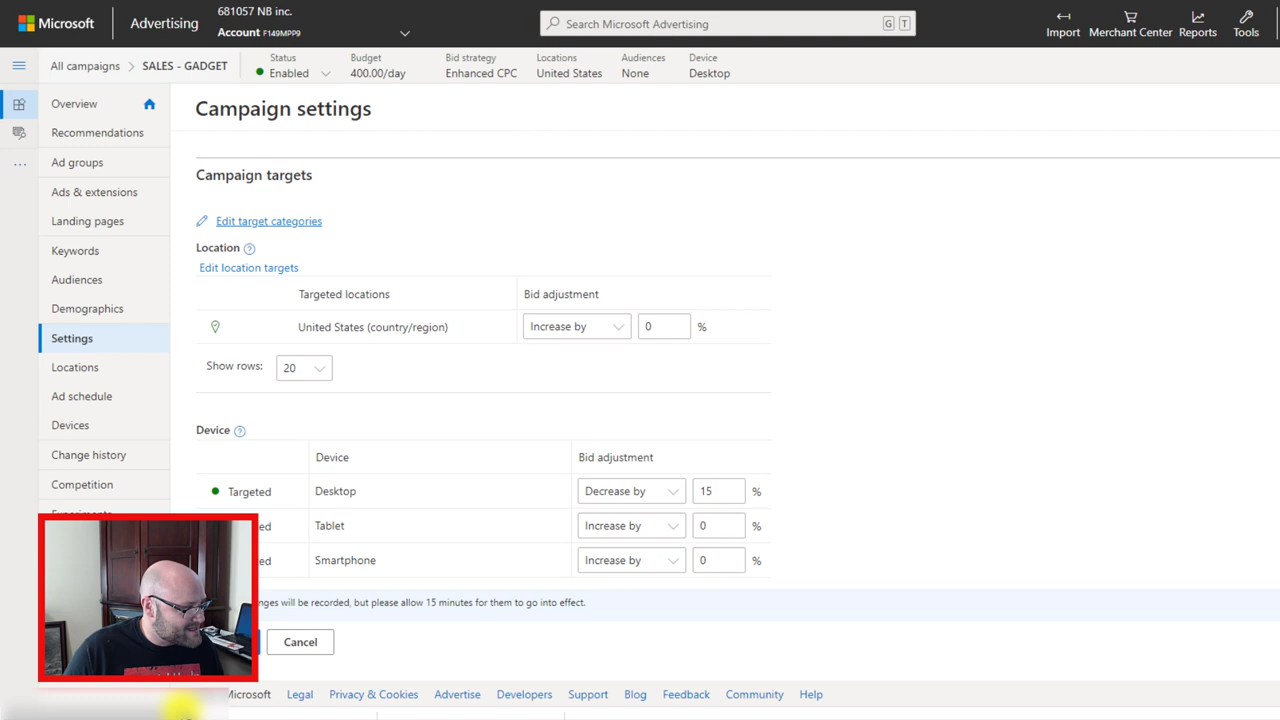 Microsoft
Advertising
681057 NB inc.
Account F149MPP9
Search Microsoft Advertising
G
T
Import
Merchant Center
Reports
Tools
All campaigns
SALES - GADGET
Status
Enabled
Budget
400.00/day
Bid strategy
Enhanced CPC
Locations
United States
Audiences
None
Device
Desktop
Overview
Recommendations
Ad groups
Ads & extensions
Landing pages
Keywords
Audiences
Demographics
Settings
Locations
Ad schedule
Devices
Change history
Competition
Campaign settings
Campaign targets
Edit target categories
Location ?
Edit location targets
Targeted locations
Bid adjustment
United States (country/region)
Increase by
0
%
Show rows:
20
Device ?
Device
Bid adjustment
Targeted
Desktop
Decrease by
15
%
ed
Tablet
Increase by
0
%
ed
Smartphone
Increase by
0
%
nges will be recorded, but please allow 15 minutes for them to go into effect.
Cancel
Microsoft
Legal
Privacy & Cookies
Advertise
Developers
Support
Blog
Feedback
Community
Help